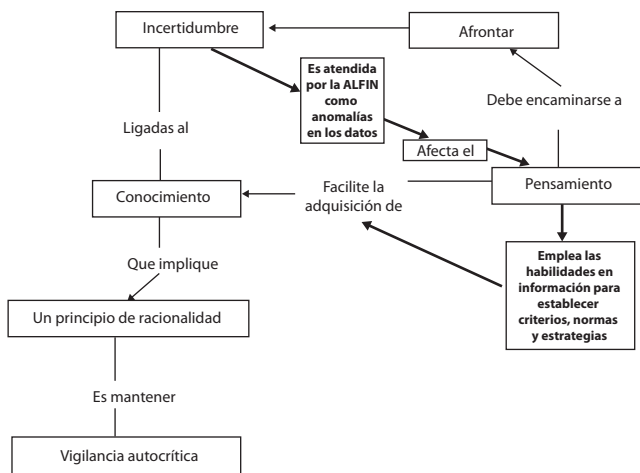 Incertidumbre
Afrontar
Es atendida
por la ALFIN
como
anomalías
en los datos
Debe encaminarse a
Ligadas al
Afecta el
Conocimiento
Facilite la
adquisición de
Pensamiento
Que implique
Emplea las
habilidades en
información para
establecer
criterios, normas
y estrategias
Un principio de racionalidad
Es mantener
Vigilancia autocrítica